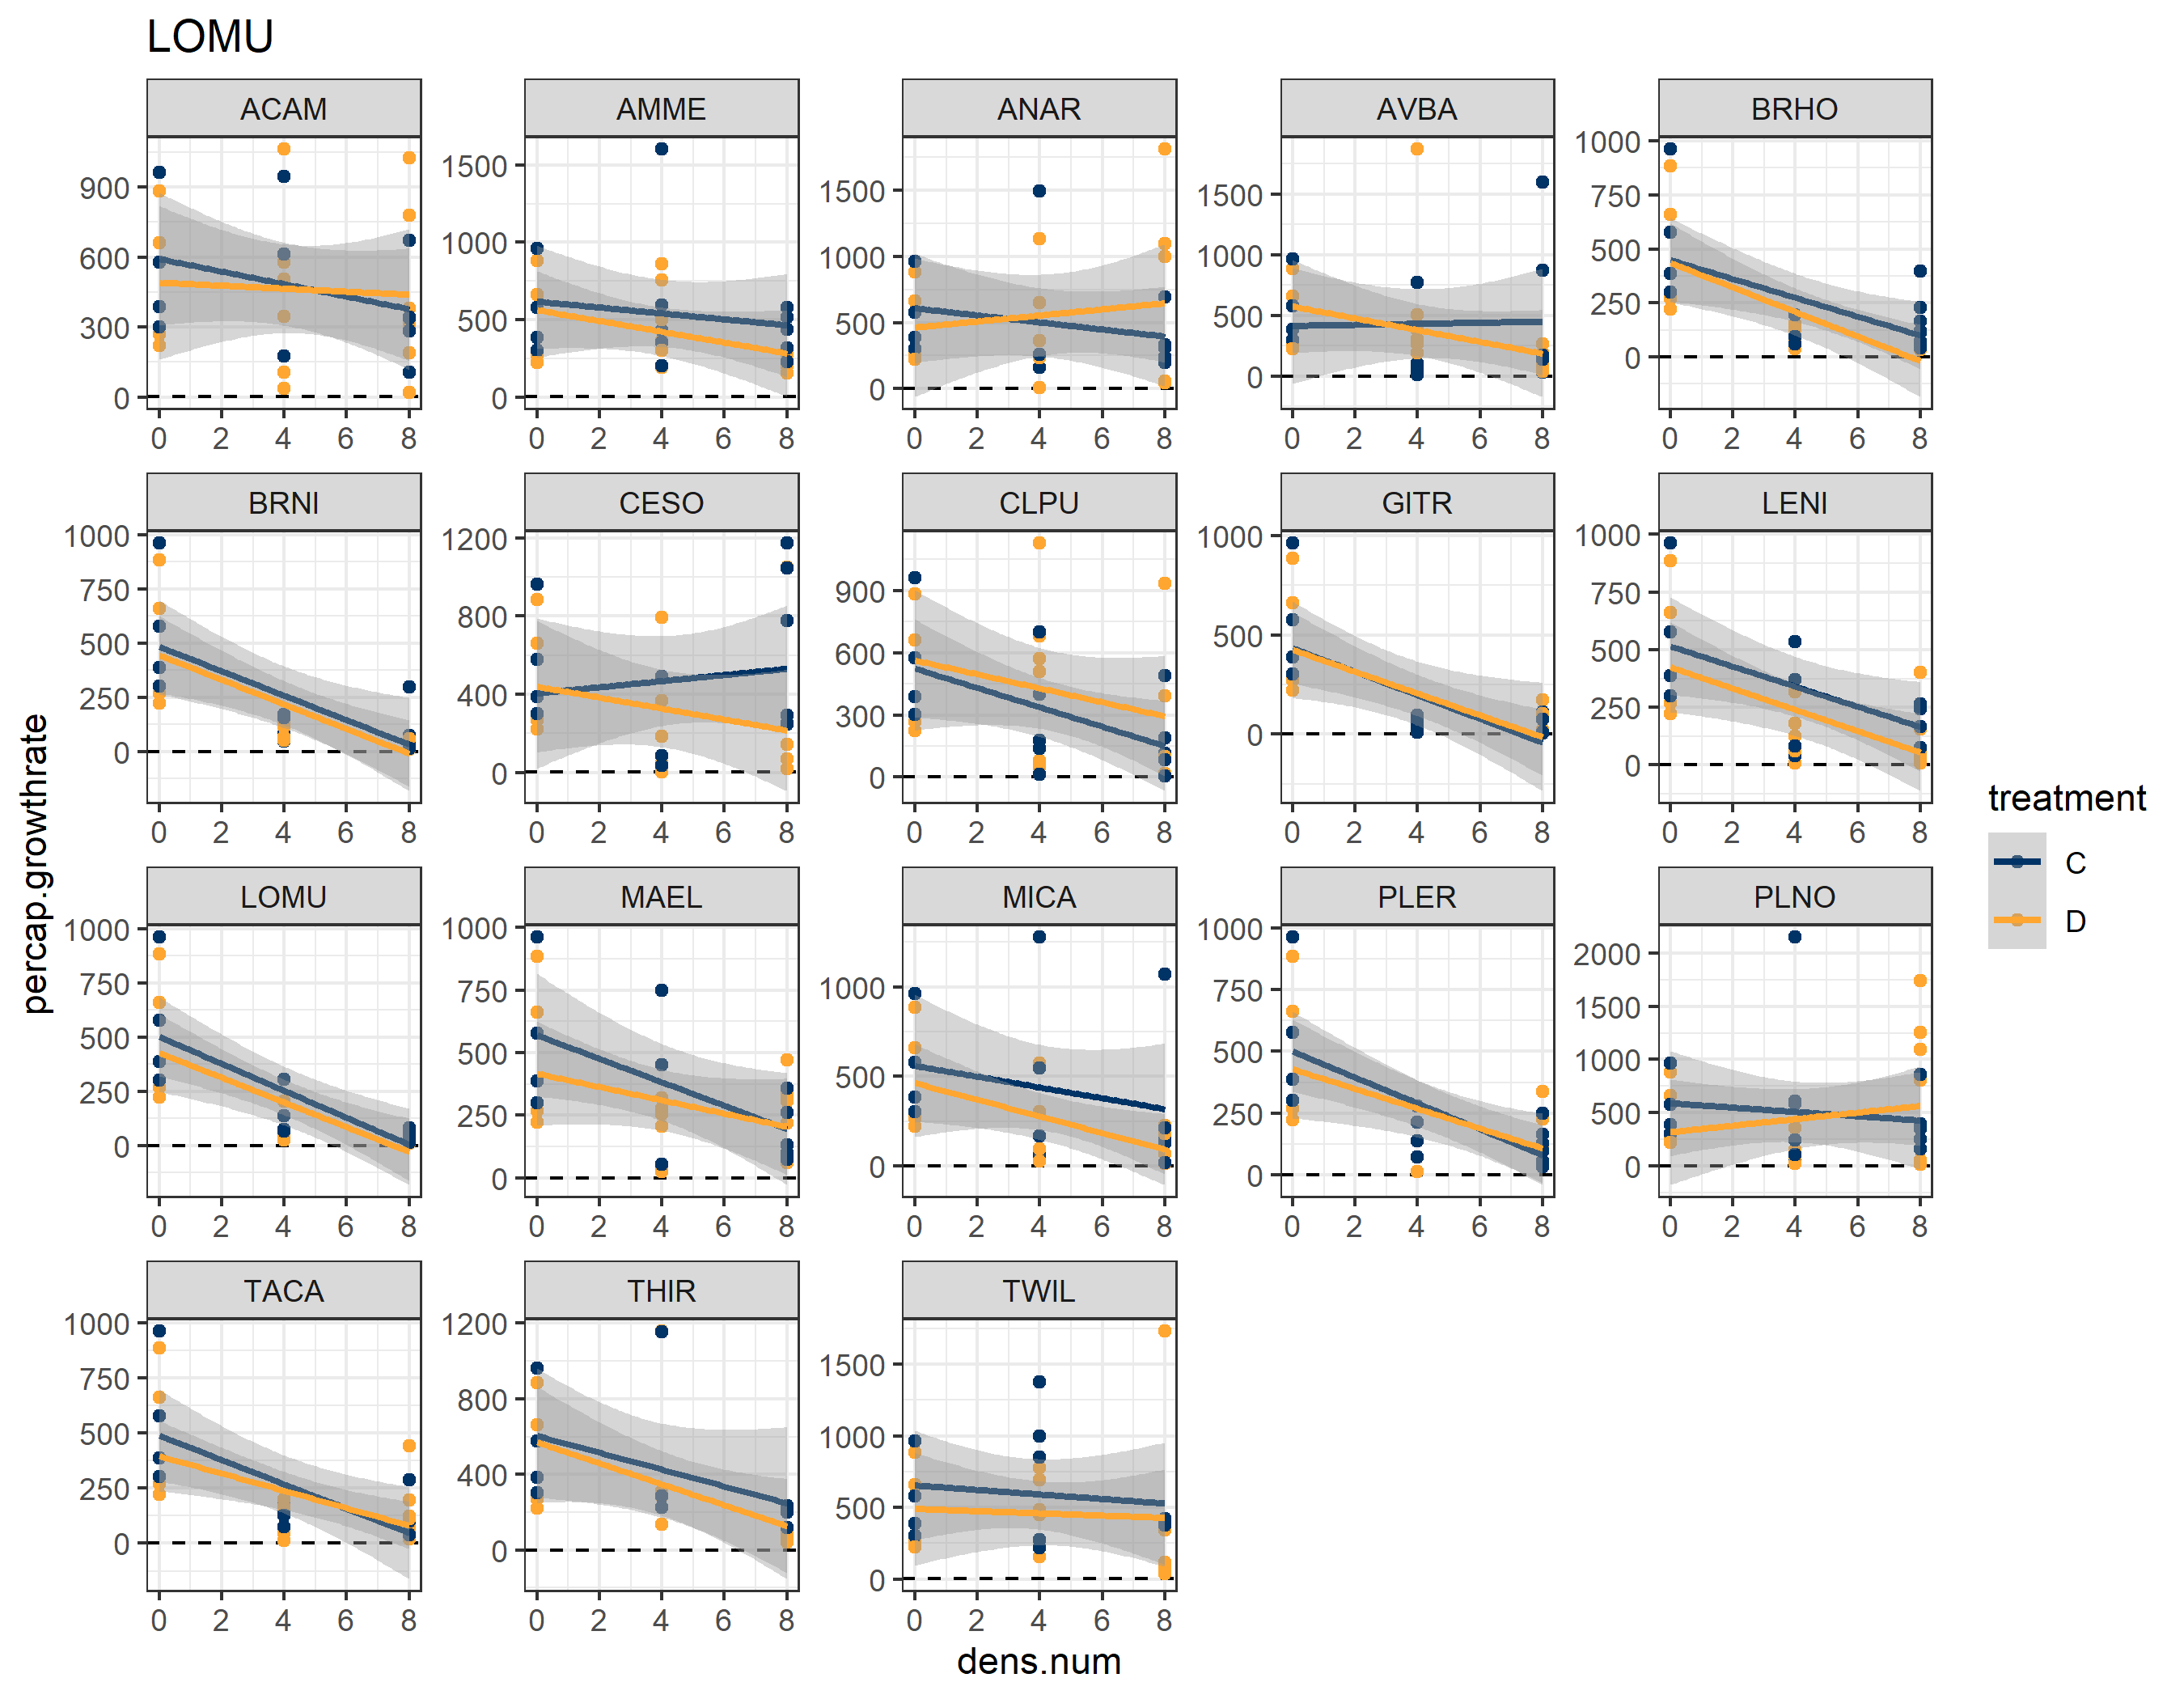 LOMU
ACAM AMME ANAR AVBA BRHO
900 600 300 0
1500 1000 500 0
1500 1000 500 0
1500 1000 500 0
1000 750 500 250 0
0 2 4 6 8 0 2 4 6 8 0 2 4 6 8 0 2 4 6 8 0 2 4 6 8
BRNI CESO CLPU GITR LENI
1000 750 500 250 0
1200 800 400 0
900 600 300 0
1000 500 0
1000 750 500 250 0
0 2 4 6 8 0 2 4 6 8 0 2 4 6 8 0 2 4 6 8 0 2 4 6 8
LOMU MAEL MICA PLER PLNO
1000 750 500 250 0
1000 750 500 250 0
1000 500 0
1000 750 500 250 0
2000 1500 1000 500 0
0 2 4 6 8 0 2 4 6 8 0 2 4 6 8 0 2 4 6 8 0 2 4 6 8
TACA THIR TWIL
1000 750 500 250 0
1200 800 400 0
1500 1000 500 0
0 2 4 6 8 0 2 4 6 8 0 2 4 6 8
dens.num
percap.growthrate
treatment
C
D